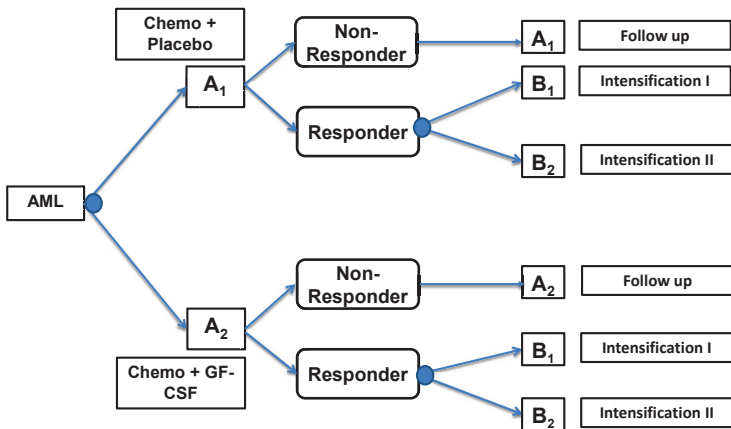 Chemo +
Placebo
Non-
Responder
A₁
Follow up
A₁
B₁
Intensification I
Responder
B₂
Intensification II
AML
Non-
Responder
A₂
Follow up
A₂
B₁
Intensification I
Chemo + GF-
CSF
Responder
B₂
Intensification II